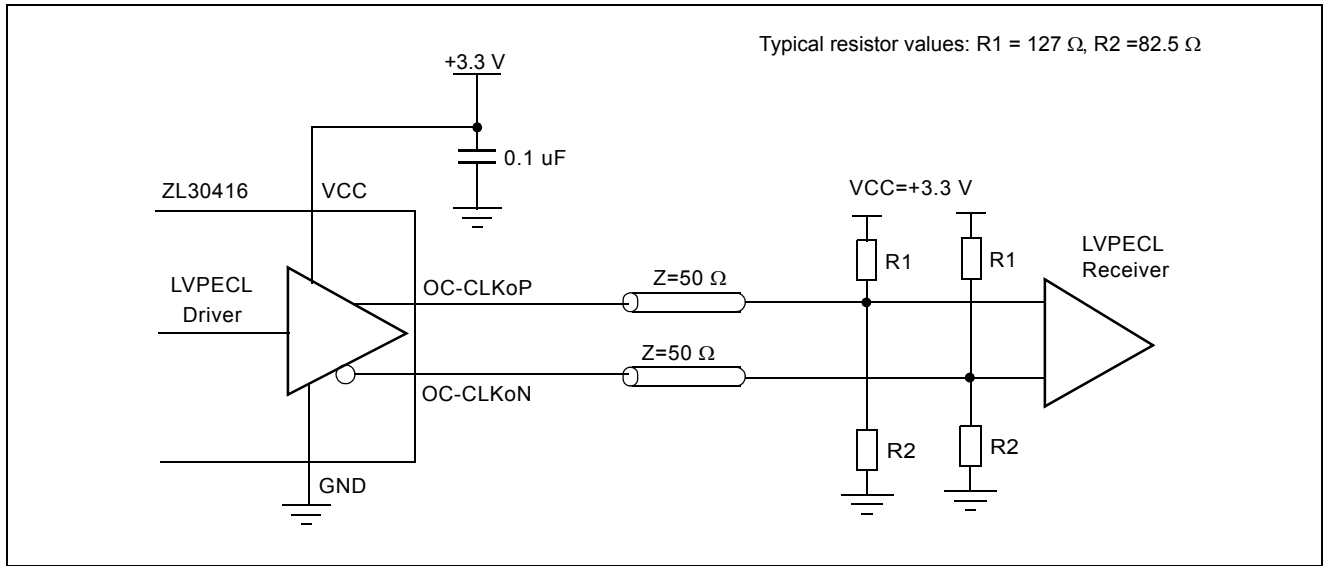 Typical resistor values: R1 = 127 Ω, R2 =82.5 Ω
+3.3 V
0.1 uF
ZL30416
VCC
VCC=+3.3 V
LVPECL
Receiver
R1
R1
LVPECL
Driver
OC-CLKoP
Z=50 Ω
Z=50 Ω
OC-CLKoN
R2
R2
GND